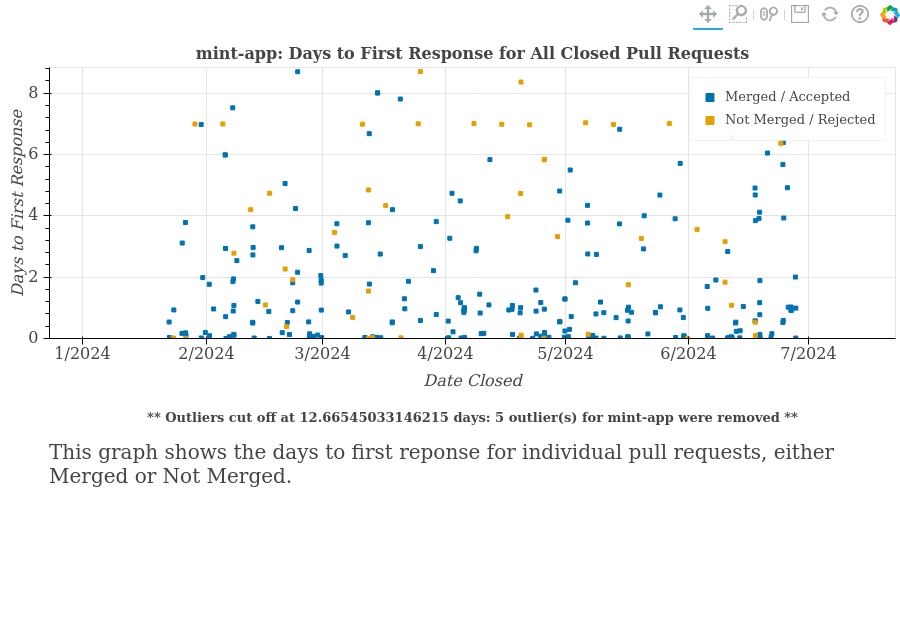 mint-app: Days to First Response for All Closed Pull Requests
Days to First Response
8
6
4
2
0
Merged / Accepted
Not Merged / Rejected
1/2024 2/2024 3/2024 4/2024 5/2024 6/2024 7/2024
Date Closed
** Outliers cut off at 12.66545033146215 days: 5 outlier(s) for mint-app were removed **
This graph shows the days to first reponse for individual pull requests, either
Merged or Not Merged.